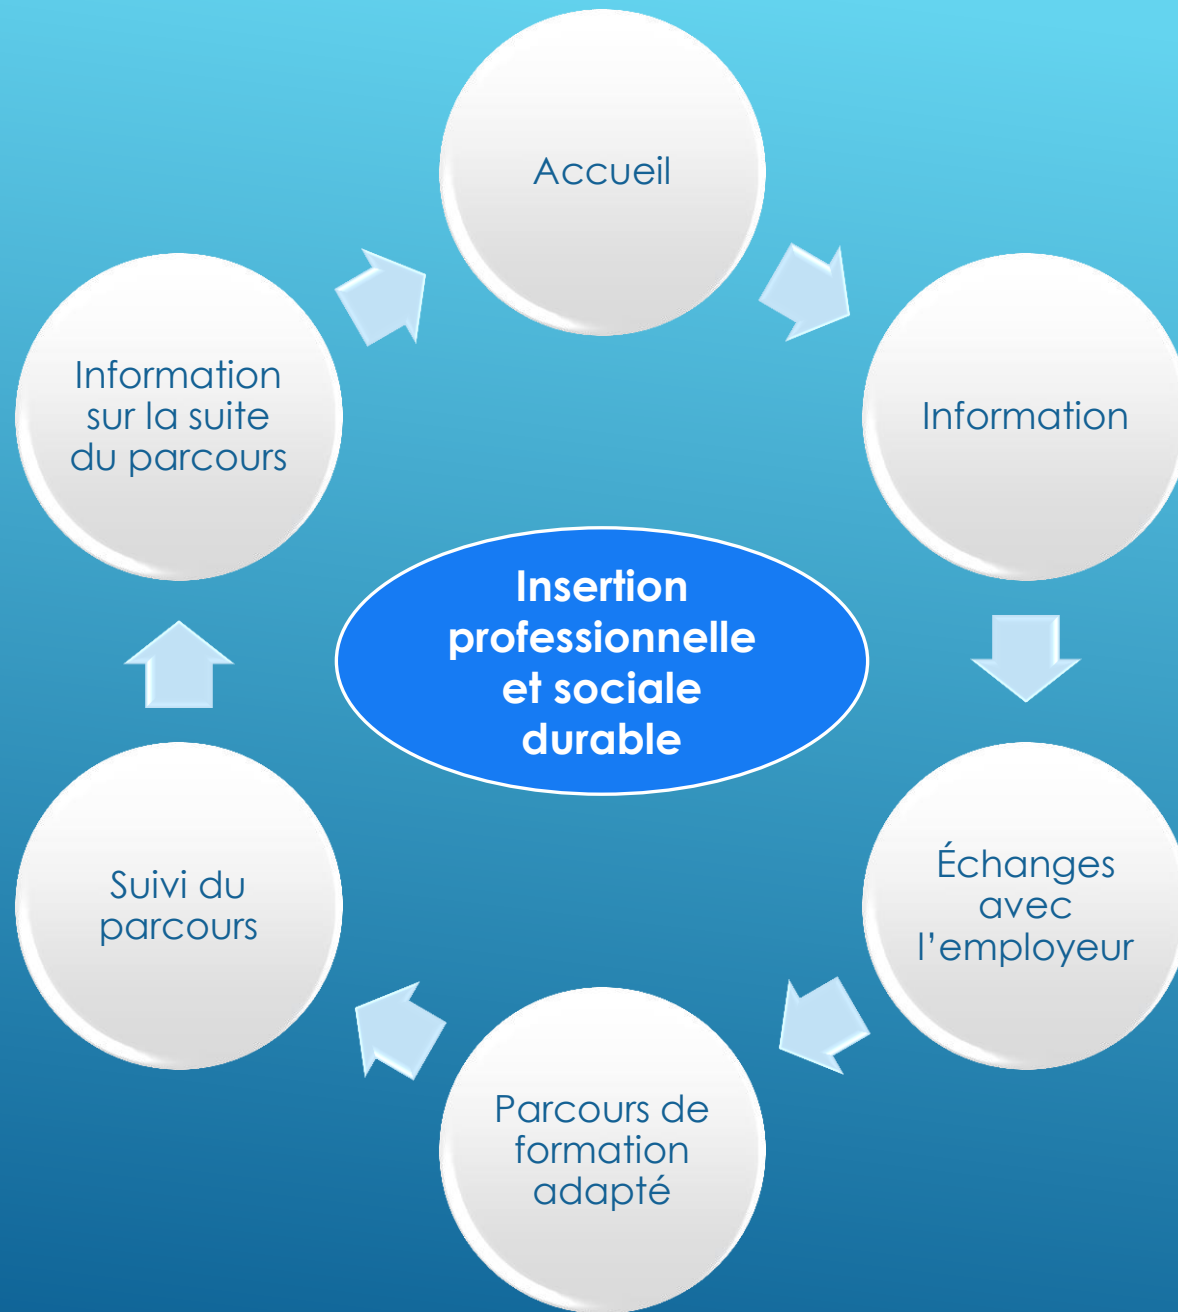 Accueil
Information
Échanges
avec
l’employeur
Parcours de
formation
adapté
Suivi du
parcours
Information
sur la suite
du parcours
Insertion
professionnelle
et sociale
durable